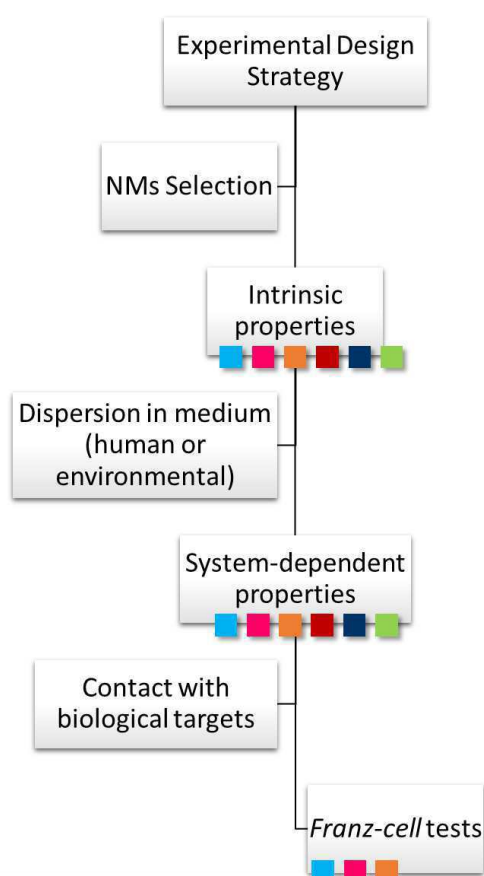 Experimental Design
Strategy
NMs Selection
Intrinsic
properties
Dispersion in medium
(human or
environmental)
System-dependent
properties
Contact with
biological targets
Franz-cell tests